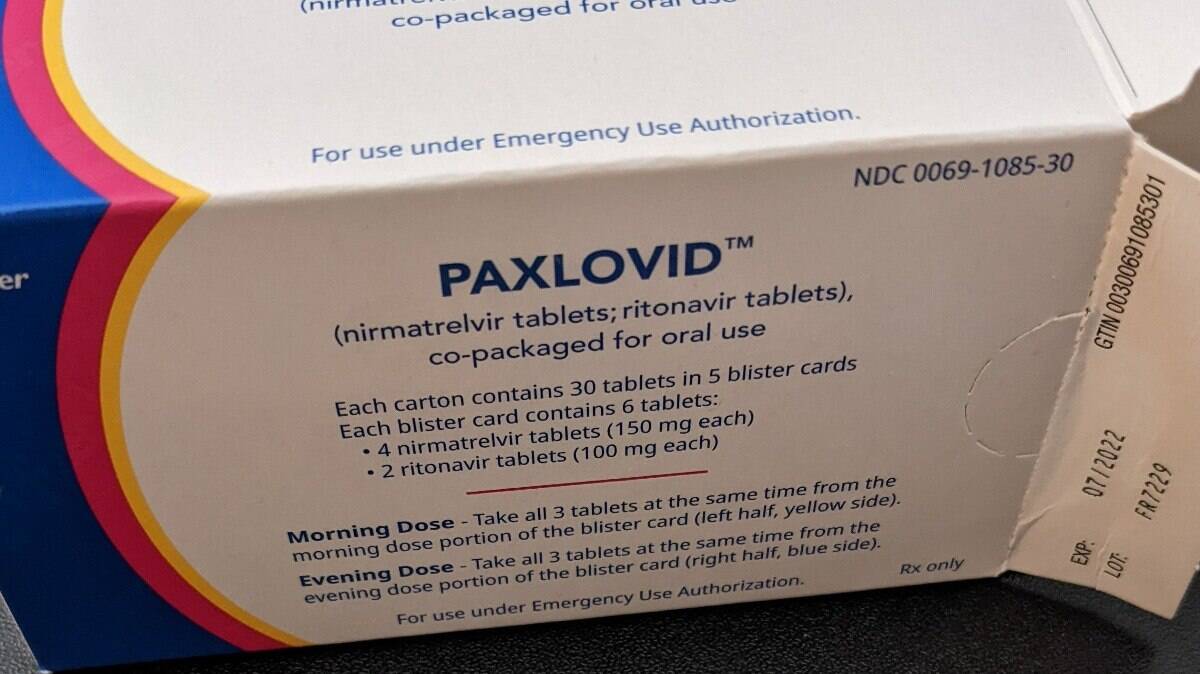 co-packaged for oral use
For use under Emergency Use Authorization.
NDC 0069-1085-30
PAXLOVID™
(nirmatrelvir tablets; ritonavir tablets),
co-packaged for oral use
Each carton contains 30 tablets in 5 blister cards
Each blister card contains 6 tablets:
• 4 nirmatrelvir tablets (150 mg each)
• 2 ritonavir tablets (100 mg each)
Morning Dose - Take all 3 tablets at the same time from the
morning dose portion of the blister card (left half, yellow side).
Evening Dose - Take all 3 tablets at the same time from the
evening dose portion of the blister card (right half, blue side).
For use under Emergency Use Authorization.
Rx only
er
GTIN 00300691085301
EXP: 07/2022
LOT: FR7229